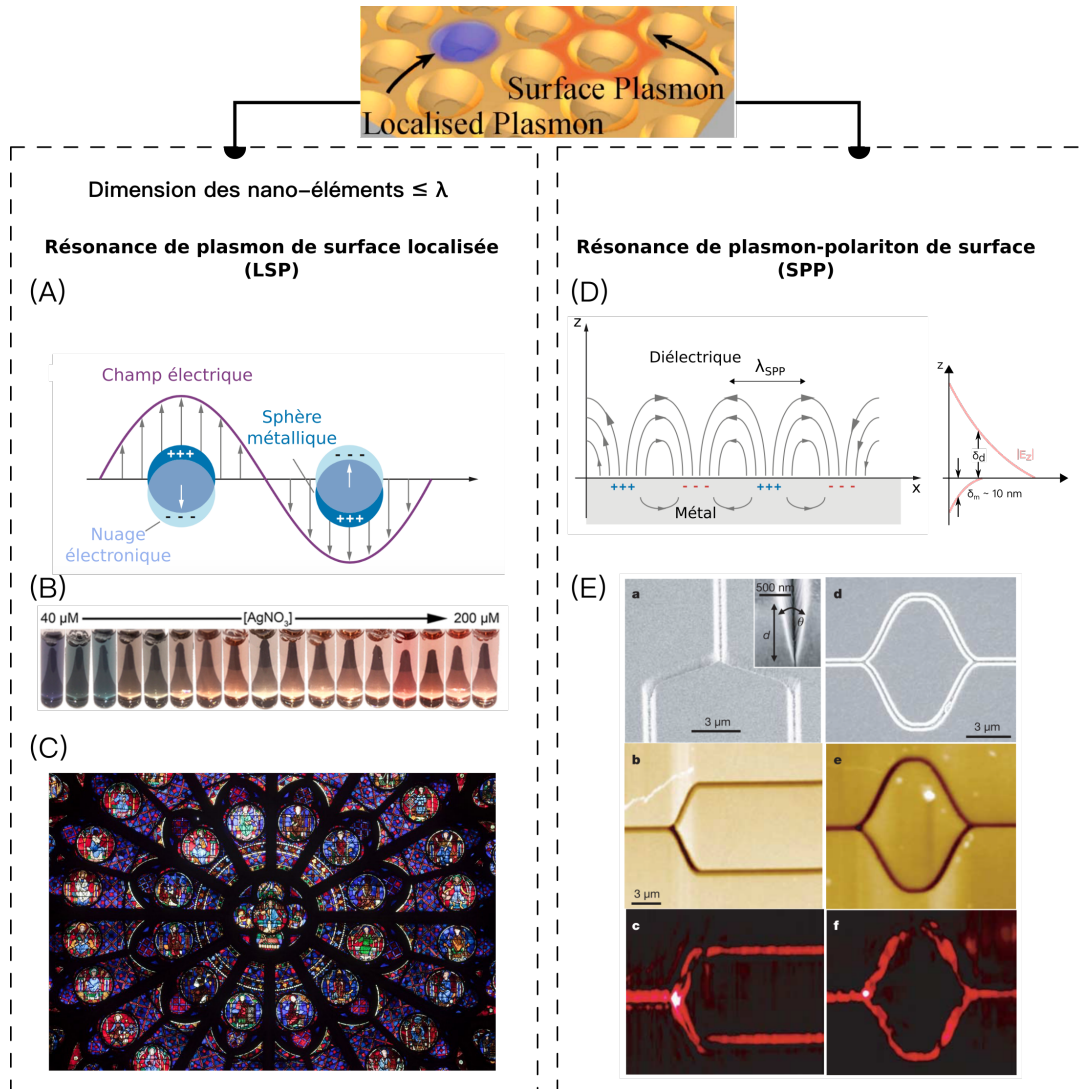 Surface Plasmon
Localised Plasmon
Dimension des nano-éléments ≤ λ
Résonance de plasmon de surface localisée
(LSP)
(A)
Champ électrique
Sphère
métallique
+++
- - -
- - -
+++
Nuage
électronique
(B)
40 µM [AgNO₃] 200 µM
(C)
Résonance de plasmon-polariton de surface
(SPP)
(D)
z
Diélectrique
λSPP
+++ - - - +++ - - -
x
Métal
z
δd
|Ez|
δm ~ 10 nm
(E)
a
500 nm
d
θ
3 µm
d
3 µm
b
3 µm
e
c
f